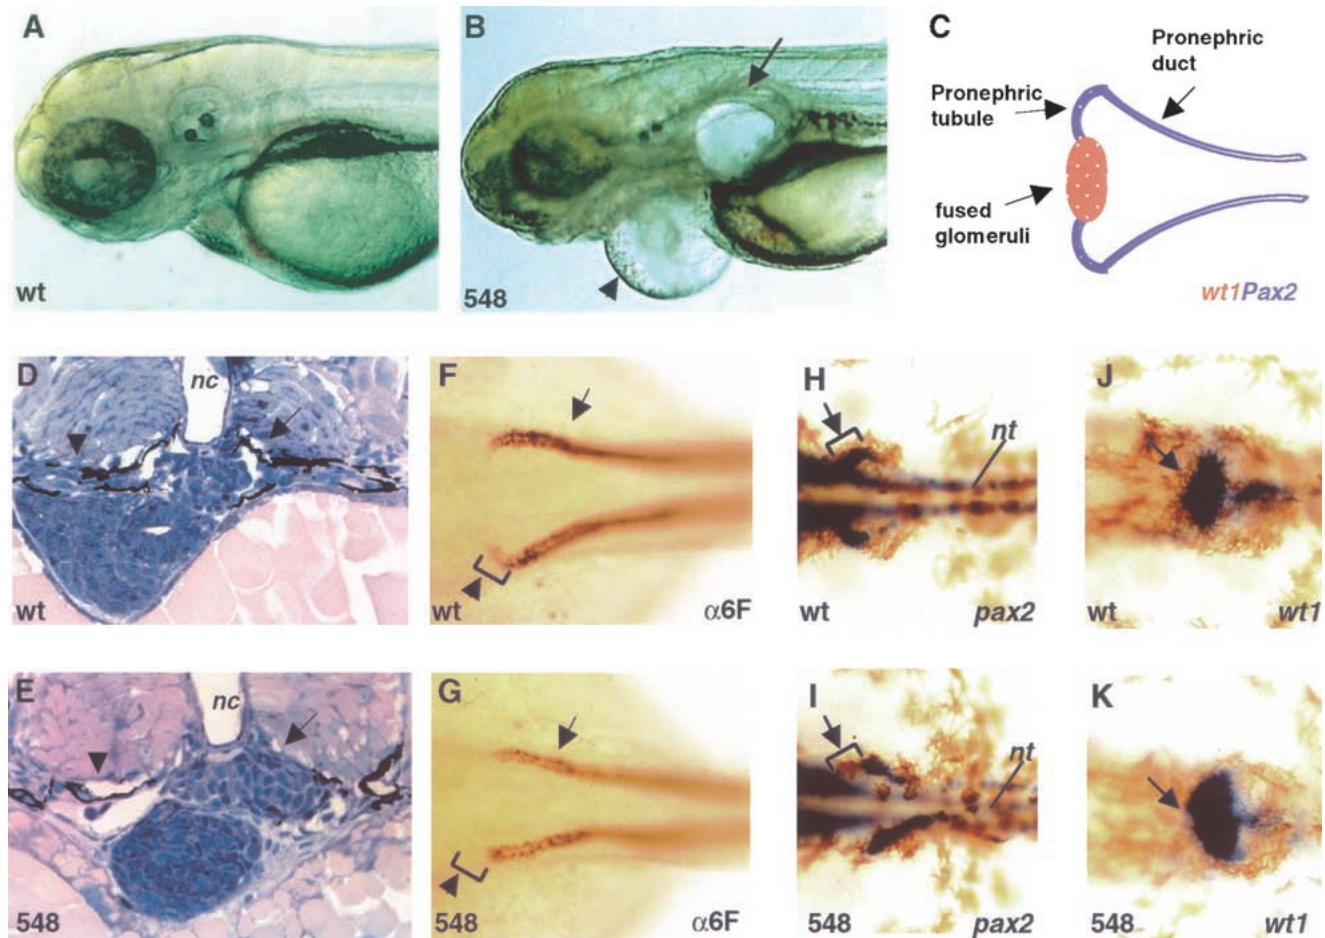 A
wt
B
548
C
Pronephric
duct
Pronephric
tubule
fused
glomeruli
wt1Pax2
D
nc
wt
F
wt
α6F
H
nt
wt
pax2
J
wt
wt1
E
nc
548
G
548
α6F
I
nt
548
pax2
K
548
wt1